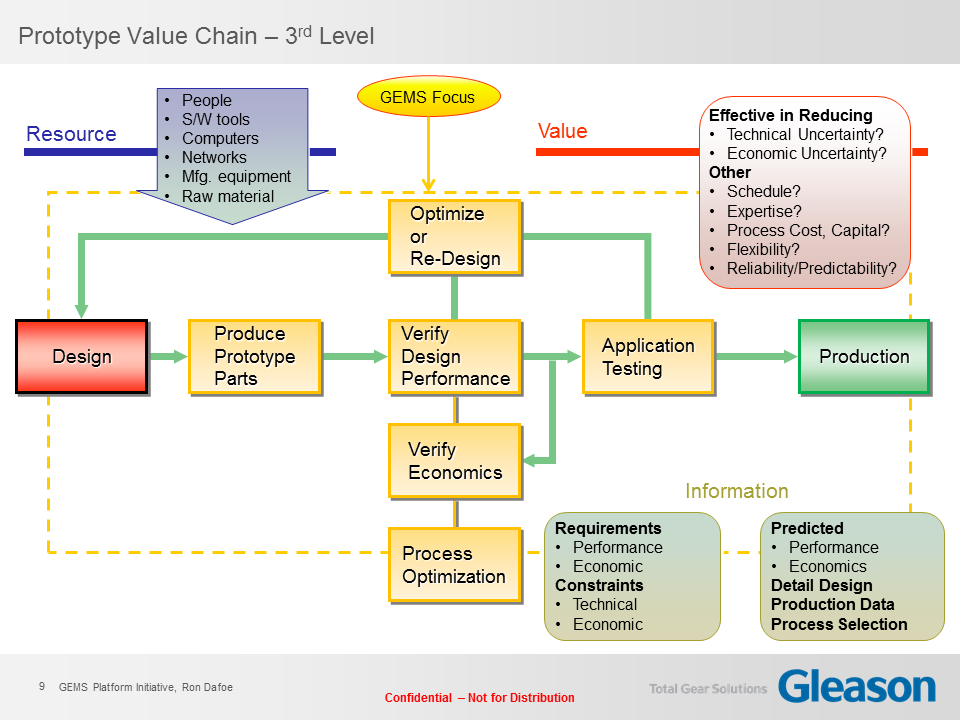 Prototype Value Chain – 3rd Level
Resource
• People
• S/W tools
• Computers
• Networks
• Mfg. equipment
• Raw material
GEMS Focus
Value
Effective in Reducing
• Technical Uncertainty?
• Economic Uncertainty?
Other
• Schedule?
• Expertise?
• Process Cost, Capital?
• Flexibility?
• Reliability/Predictability?
Optimize
or
Re-Design
Design
Produce
Prototype
Parts
Verify
Design
Performance
Application
Testing
Production
Verify
Economics
Process
Optimization
Information
Requirements
• Performance
• Economic
Constraints
• Technical
• Economic
Predicted
• Performance
• Economics
Detail Design
Production Data
Process Selection
9 GEMS Platform Initiative, Ron Dafoe
Confidential – Not for Distribution
Total Gear Solutions
Gleason